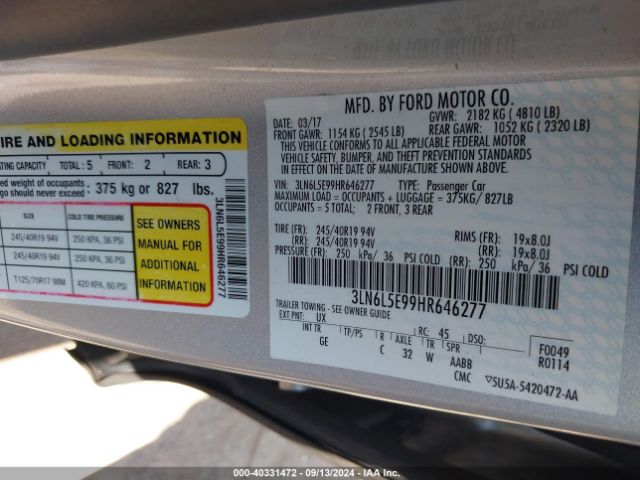 TIRE AND LOADING INFORMATION
SEATING CAPACITY TOTAL: 5 FRONT: 2 REAR: 3
weight of occupants
go should never exceed: 375 kg or 827 lbs.
SIZE COLD TIRE PRESSURE
245/40R19 94V 250 KPA, 36 PSI
245/40R19 94V 250 KPA, 36 PSI
T125/70R17 98M 420 KPA, 60 PSI
SEE OWNERS
MANUAL FOR
ADDITIONAL
INFORMATION
3LN6L5E99HR646277
MFD. BY FORD MOTOR CO.
03/17 GVWR: 2182 KG (4810 LB)
FRONT GAWR: 1154 KG (2545 LB) REAR GAWR: 1052 KG (2320 LB)
THIS VEHICLE CONFORMS TO ALL APPLICABLE FEDERAL MOTOR
VEHICLE SAFETY, BUMPER, AND THEFT PREVENTION STANDARDS
IN EFFECT ON THE DATE OF MANUFACTURE SHOWN ABOVE.
VIN: 3LN6L5E99HR646277 TYPE: Passenger Car
MAXIMUM LOAD = OCCUPANTS + LUGGAGE = 375KG/ 827LB
OCCUPANTS = 5 TOTAL: 2 FRONT, 3 REAR
TIRE (FR): 245/40R19 94V RIMS (FR): 19x8.0J
(RR): 245/40R19 94V (RR): 19x8.0J
PRESSURE (FR): 250 kPa/ 36 PSI COLD (RR): 250 kPa/ 36 PSI COLD
3LN6L5E99HR646277
TRAILER TOWING - SEE OWNER GUIDE
EXT PNT: UX RC: 45 DSO: F0049
INT TR TP/PS R AXLE TR SPR R0114
GE C 32 W AABB
CMC 5U5A-5420472-AA
000-40331472 - 09/13/2024 - IAA Inc.